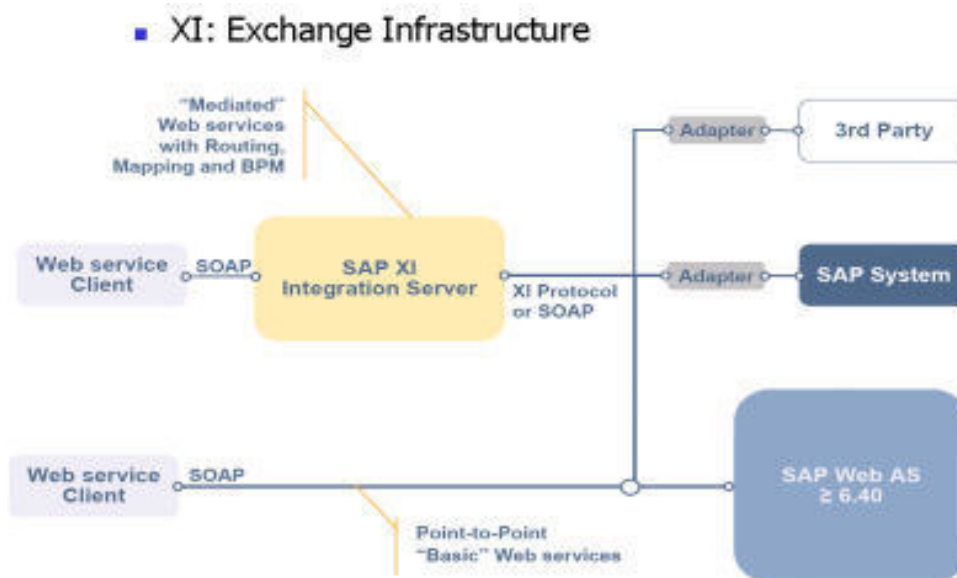 XI: Exchange Infrastructure
"Mediated"
Web services
with Routing,
Mapping and BPM
Adapter
3rd Party
Web service
Client
SOAP
SAP XI
Integration Server
XI Protocol
or SOAP
Adapter
SAP System
Web service
Client
SOAP
SAP Web AS
≥ 6.40
Point-to-Point
"Basic" Web services